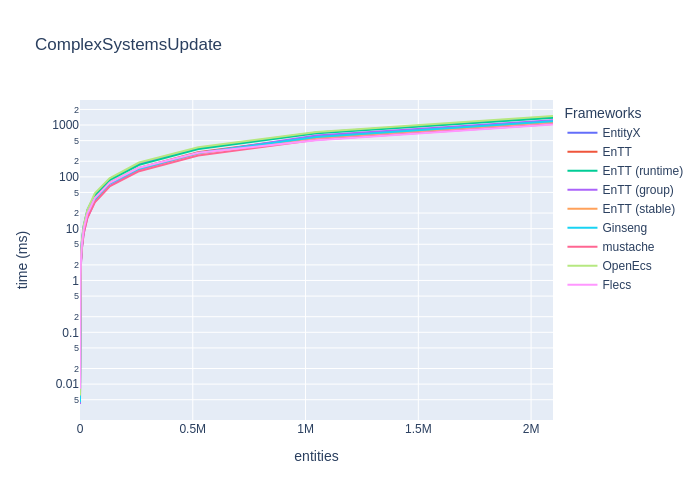 ComplexSystemsUpdate
Frameworks
EntityX
EnTT
EnTT (runtime)
EnTT (group)
EnTT (stable)
Ginseng
mustache
OpenEcs
Flecs
time (ms)
2
1000
5
2
100
5
2
10
5
2
1
5
2
0.1
5
2
0.01
5
0 0.5M 1M 1.5M 2M
entities